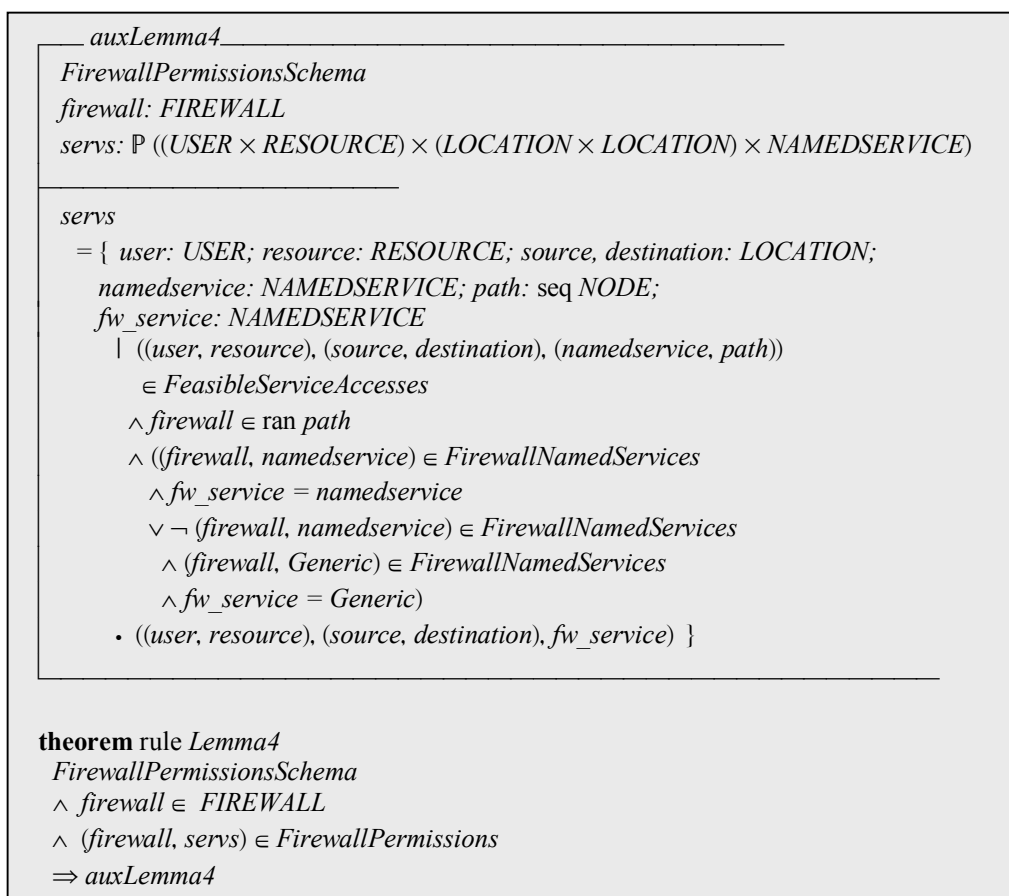 auxLemma4
FirewallPermissionsSchema
firewall: FIREWALL
servs: ℙ ((USER × RESOURCE) × (LOCATION × LOCATION) × NAMEDSERVICE)
servs
= { user: USER; resource: RESOURCE; source, destination: LOCATION;
namedservice: NAMEDSERVICE; path: seq NODE;
fw_service: NAMEDSERVICE
| ((user, resource), (source, destination), (namedservice, path))
∈ FeasibleServiceAccesses
∧ firewall ∈ ran path
∧ ((firewall, namedservice) ∈ FirewallNamedServices
∧ fw_service = namedservice
∨ ¬ (firewall, namedservice) ∈ FirewallNamedServices
∧ (firewall, Generic) ∈ FirewallNamedServices
∧ fw_service = Generic)
• ((user, resource), (source, destination), fw_service) }
theorem rule Lemma4
FirewallPermissionsSchema
∧ firewall ∈ FIREWALL
∧ (firewall, servs) ∈ FirewallPermissions
⇒ auxLemma4